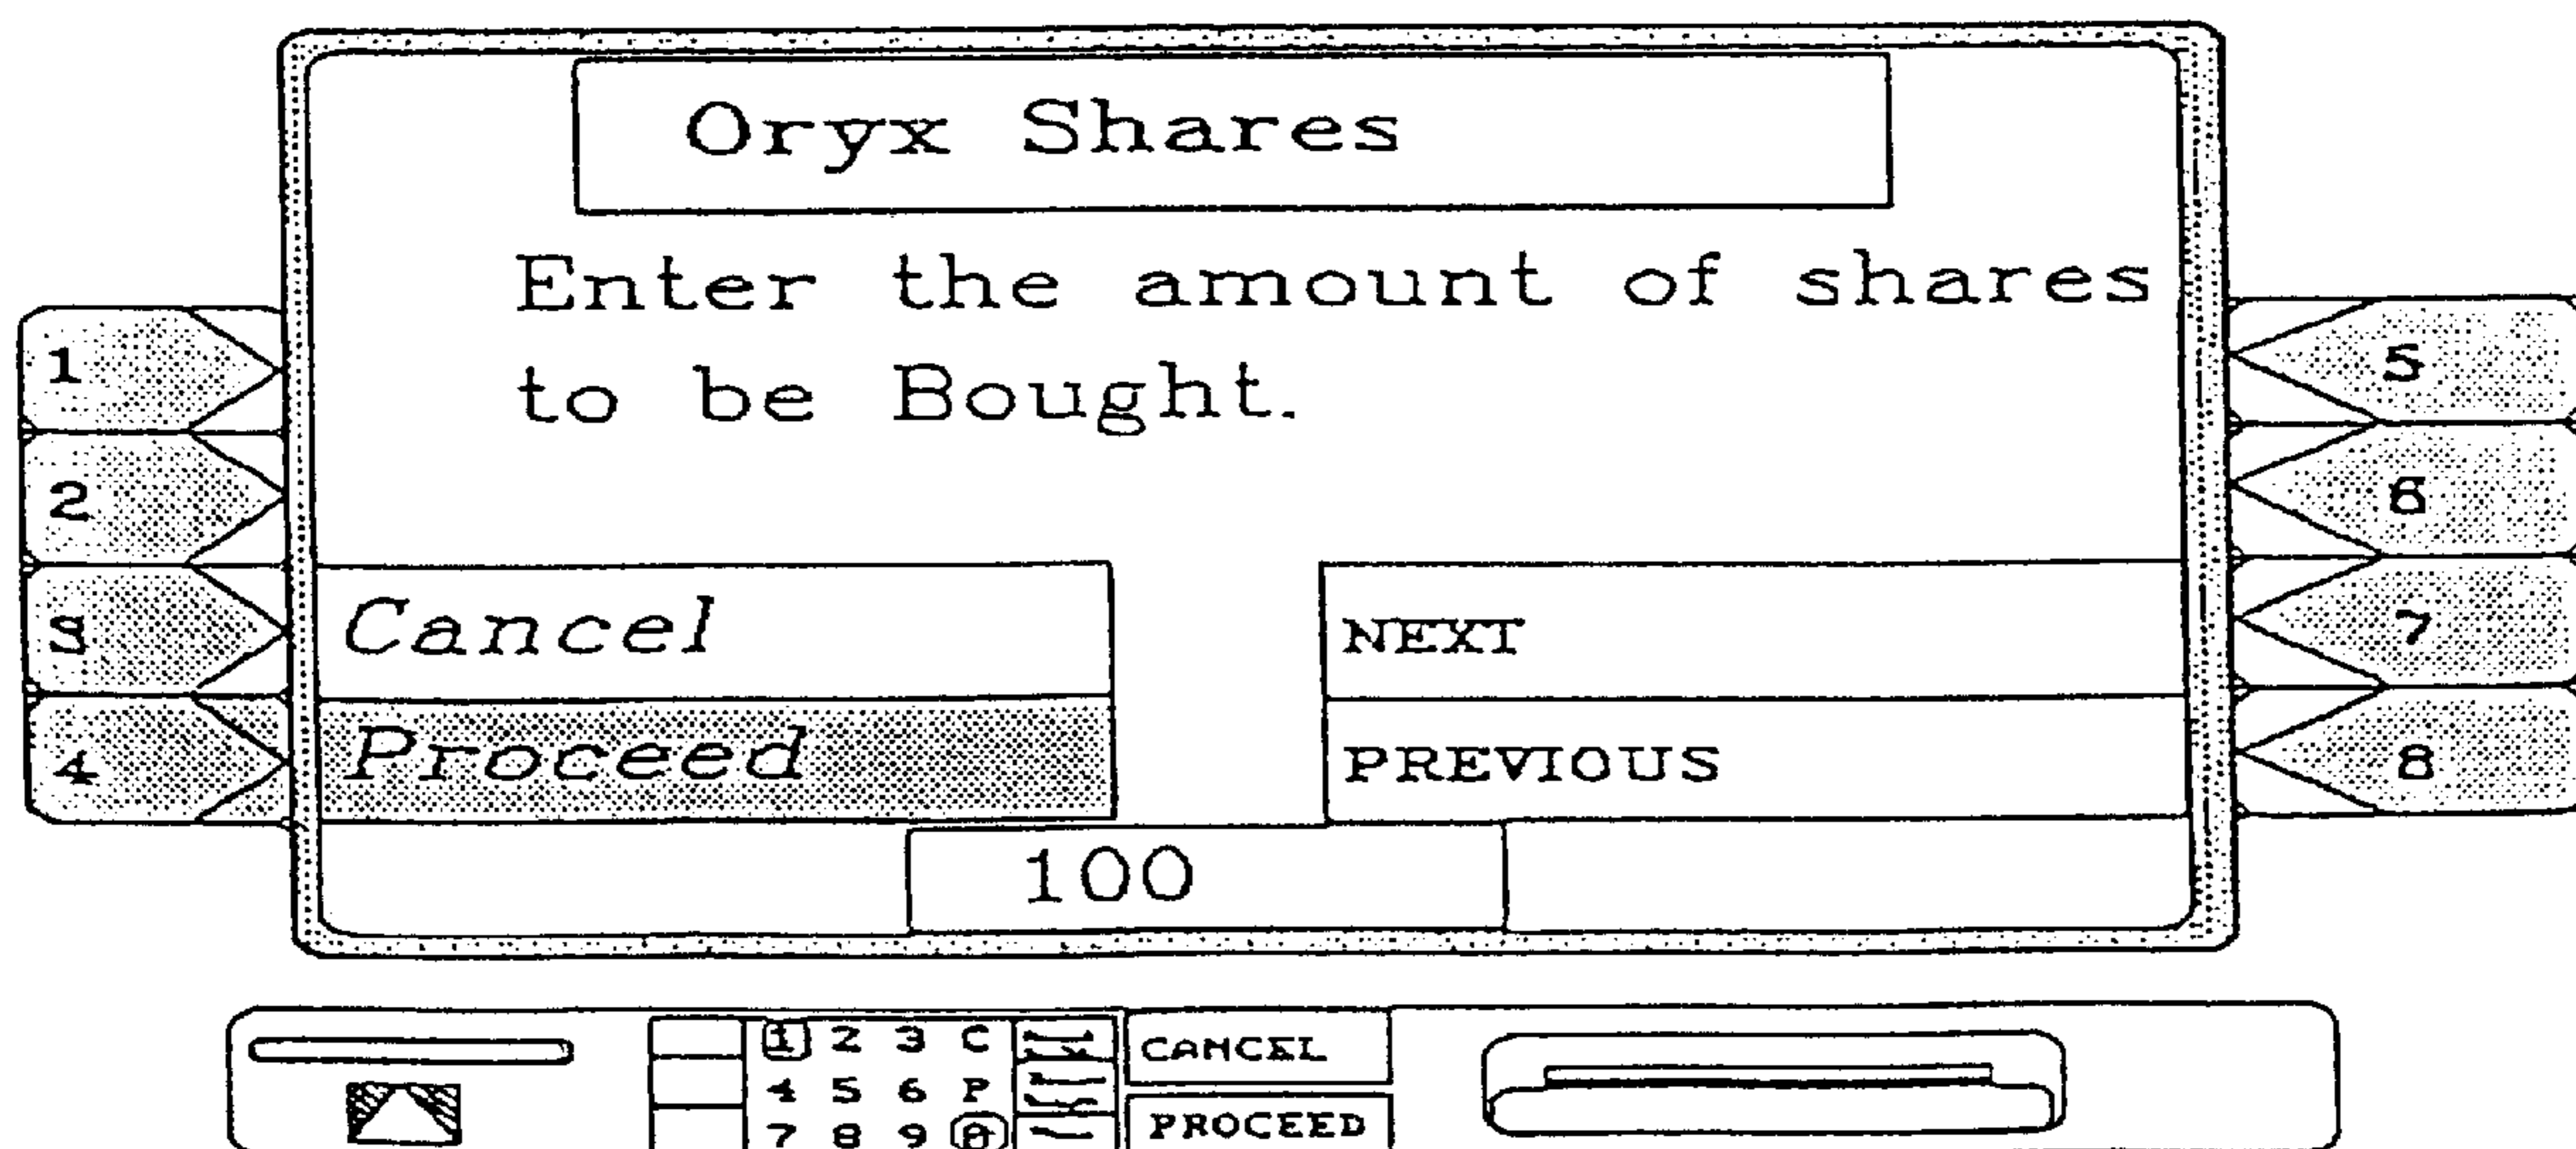 Oryx Shares
Enter the amount of shares
to be Bought.
1
5
2
6
3
Cancel
NEXT
7
4
Proceed
PREVIOUS
8
100
1 2 3 C
CANCEL
4 5 6 P
PROCEED
7 8 9 0